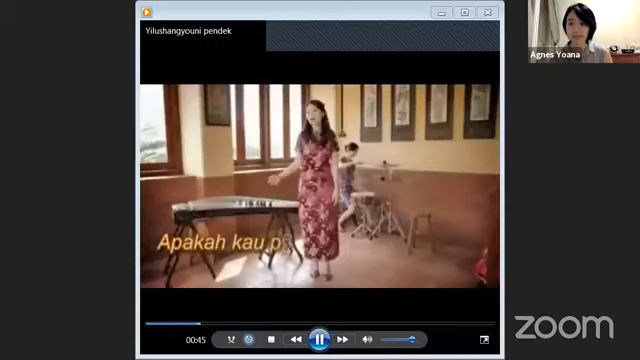 Yilushangyouni pendek
Agnes Yoana
Apakah kau p
00:45
zoom